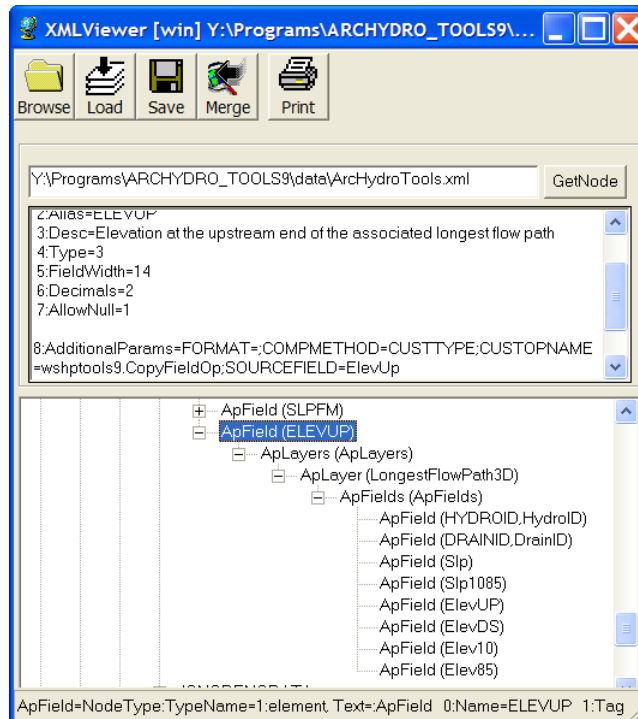 XMLViewer [win] Y:\Programs\ARCHYDRO_TOOLS9\...
Browse Load Save Merge Print
Y:\Programs\ARCHYDRO_TOOLS9\data\ArcHydroTools.xml GetNode
2:Alias=ELEVUP
3:Desc=Elevation at the upstream end of the associated longest flow path
4:Type=3
5:FieldWidth=14
6:Decimals=2
7:AllowNull=1
8:AdditionalParams=FORMAT=;COMPMETHOD=CUSTTYPE;CUSTOPNAME
=wshptools9.CopyFieldOp;SOURCEFIELD=ElevUp
ApField (SLPFM)
ApField (ELEVUP)
ApLayers (ApLayers)
ApLayer (LongestFlowPath3D)
ApFields (ApFields)
ApField (HYDROID,HydroID)
ApField (DRAINID,DrainID)
ApField (Slp)
ApField (Slp1085)
ApField (ElevUP)
ApField (ElevDS)
ApField (Elev10)
ApField (Elev85)
ApField=NodeType:TypeName=1:element, Text=:ApField 0:Name=ELEVUP 1:Tag